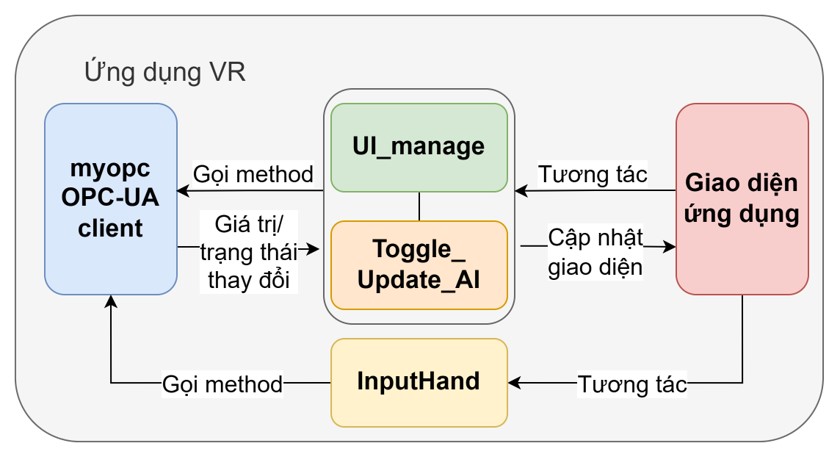 Ứng dụng VR
myopc
OPC-UA
client
Gọi method
Giá trị/
trạng thái
thay đổi
UI_manage
Toggle_
Update_AI
Tương tác
Cập nhật
giao diện
Giao diện
ứng dụng
Gọi method
InputHand
Tương tác